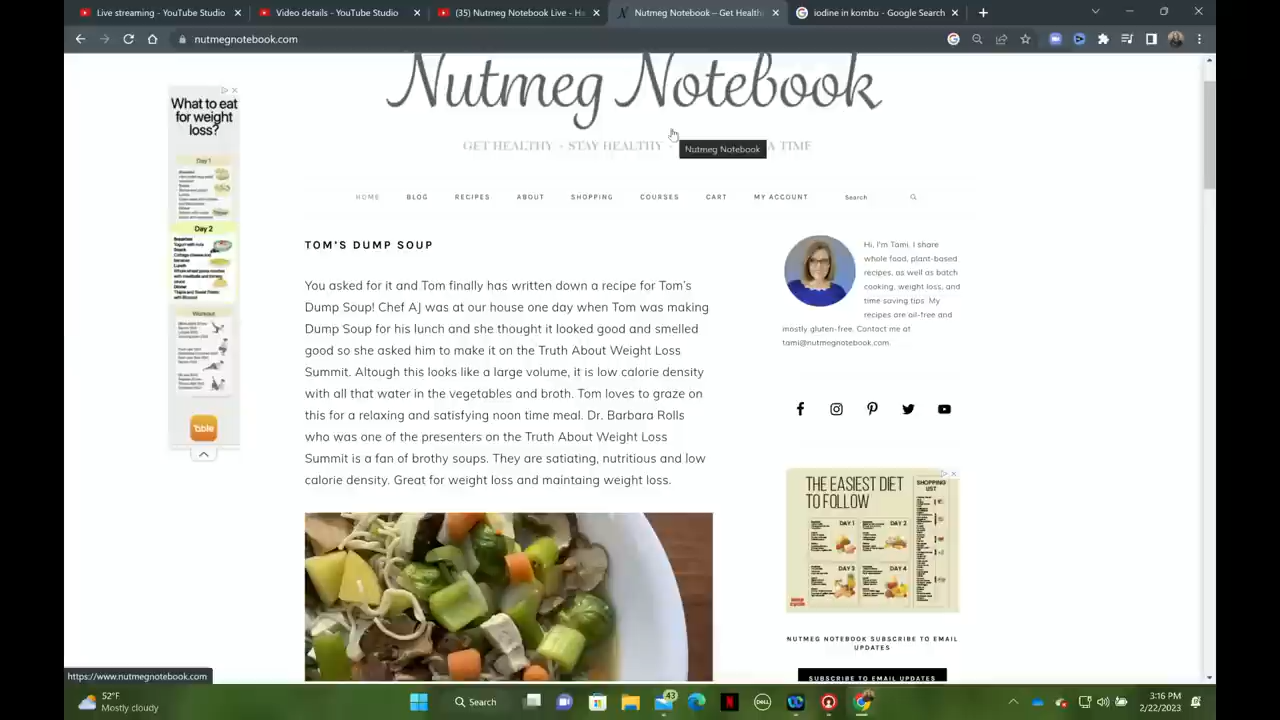 Live streaming - YouTube Studio
Video details - YouTube Studio
(35) Nutmeg Notebook Live - Ho
Nutmeg Notebook -- Get Health
iodine in kombu - Google Search
nutmegnotebook.com
Nutmeg Notebook
GET HEALTHY · STAY HEALTHY
A TIME
Nutmeg Notebook
HOME
BLOG
RECIPES
ABOUT
SHOPPING
COURSES
CART
MY ACCOUNT
Search
What to eat
for weight
loss?
Day 1
Day 2
Workout
TOM'S DUMP SOUP
You asked for it and Tom finally has written down a recipe for Tom's
Dump Soup! Chef AJ was at our house one day when Tom was making
Dump Soup for his lunch and she thought it looked good and smelled
good so she asked him to share it on the Truth About Weight Loss
Summit. Altough this looks like a large volume, it is low calorie density
with all that water in the vegetables and broth. Tom loves to graze on
this for a relaxing and satisfying noon time meal. Dr. Barbara Rolls
who was one of the presenters on the Truth About Weight Loss
Summit is a fan of brothy soups. They are satiating, nutritious and low
calorie density. Great for weight loss and maintaing weight loss.
Hi, I'm Tami. I share
whole food, plant-based
recipes, as well as batch
cooking, weight loss,
and time saving tips. My
recipes are oil-free and
mostly gluten-free. Contact me at
tami@nutmegnotebook.com.
THE EASIEST DIET
TO FOLLOW
SHOPPING
LIST
DAY 1
DAY 2
DAY 3
DAY 4
NUTMEG NOTEBOOK SUBSCRIBE TO EMAIL
UPDATES
SUBSCRIBE TO EMAIL UPDATES
https://www.nutmegnotebook.com
52°F
Mostly cloudy
Search
43
DELL
3:16 PM
2/22/2023